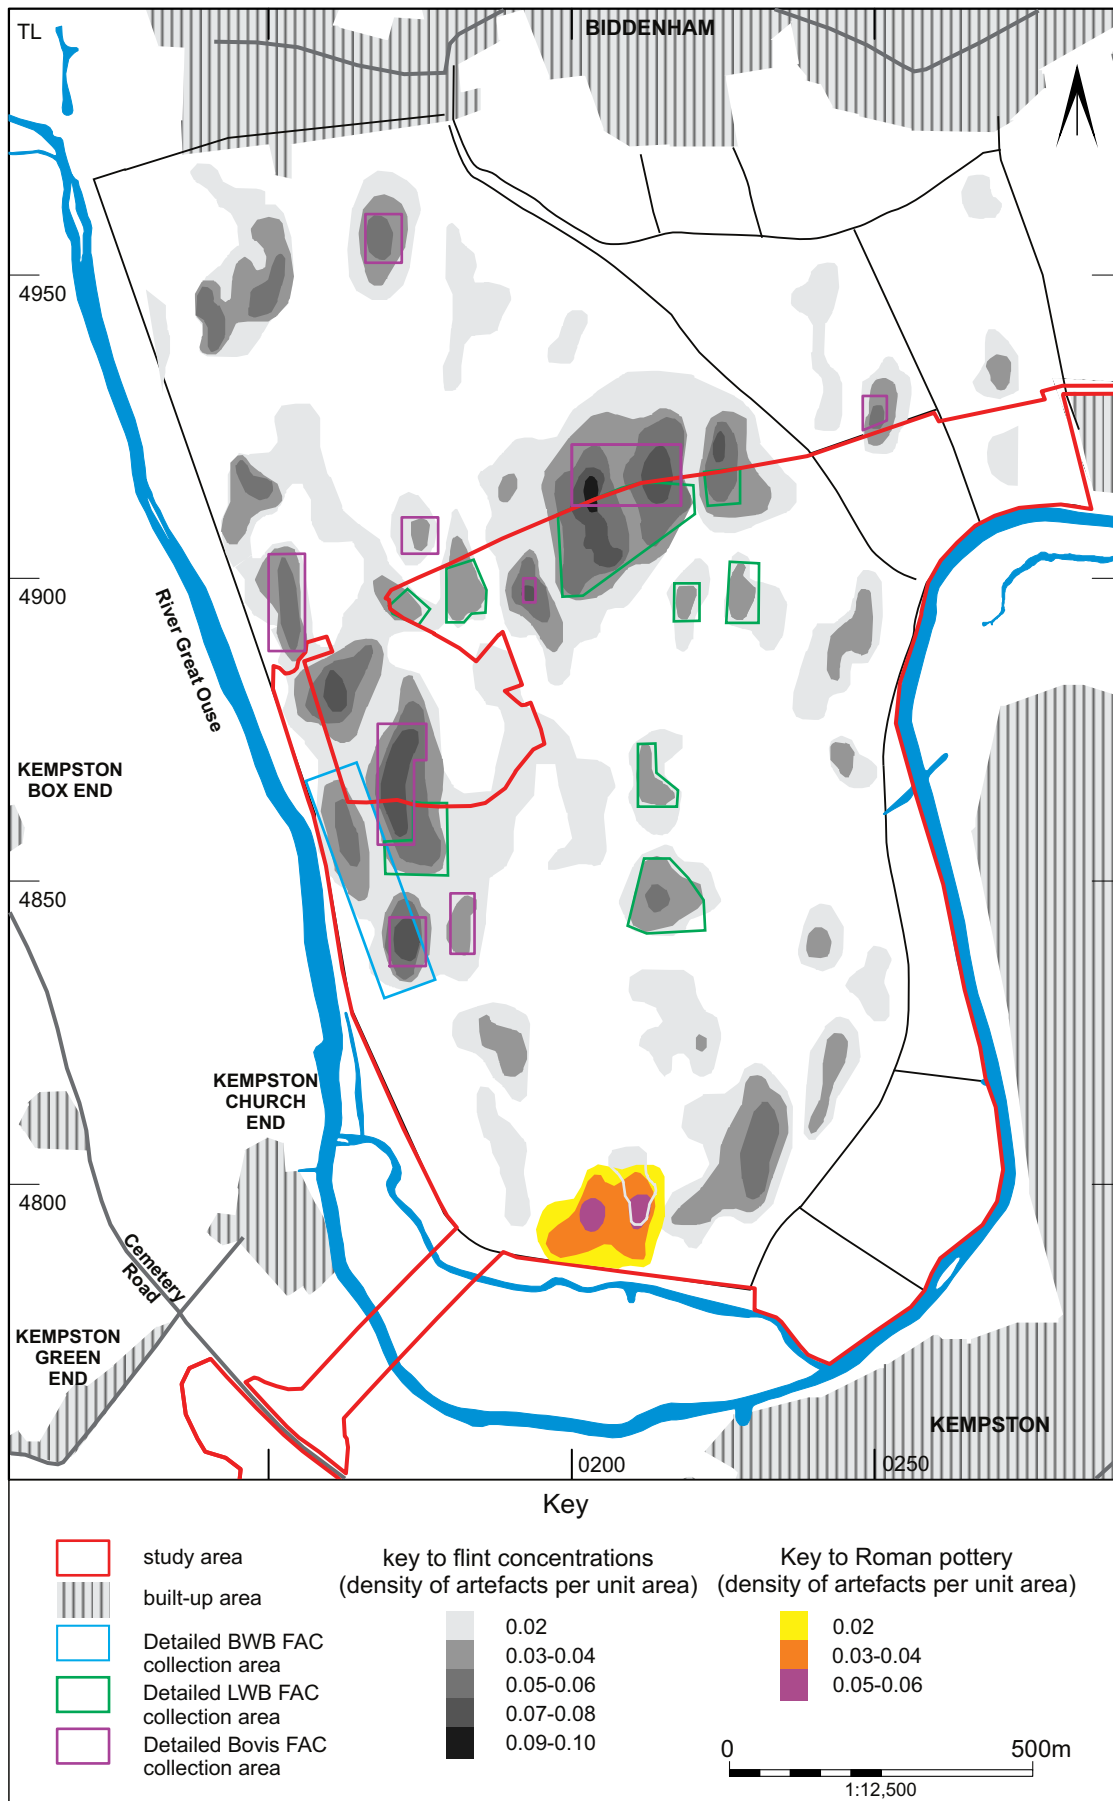 TL
BIDDENHAM
4950
4900
River Great Ouse
KEMPSTON
BOX END
4850
KEMPSTON
CHURCH
END
4800
Cemetery
Road
KEMPSTON
GREEN
END
KEMPSTON
0200
0250
Key
study area
built-up area
Detailed BWB FAC
collection area
Detailed LWB FAC
collection area
Detailed Bovis FAC
collection area
key to flint concentrations
(density of artefacts per unit area)
0.02
0.03-0.04
0.05-0.06
0.07-0.08
0.09-0.10
Key to Roman pottery
(density of artefacts per unit area)
0.02
0.03-0.04
0.05-0.06
0
500m
1:12,500